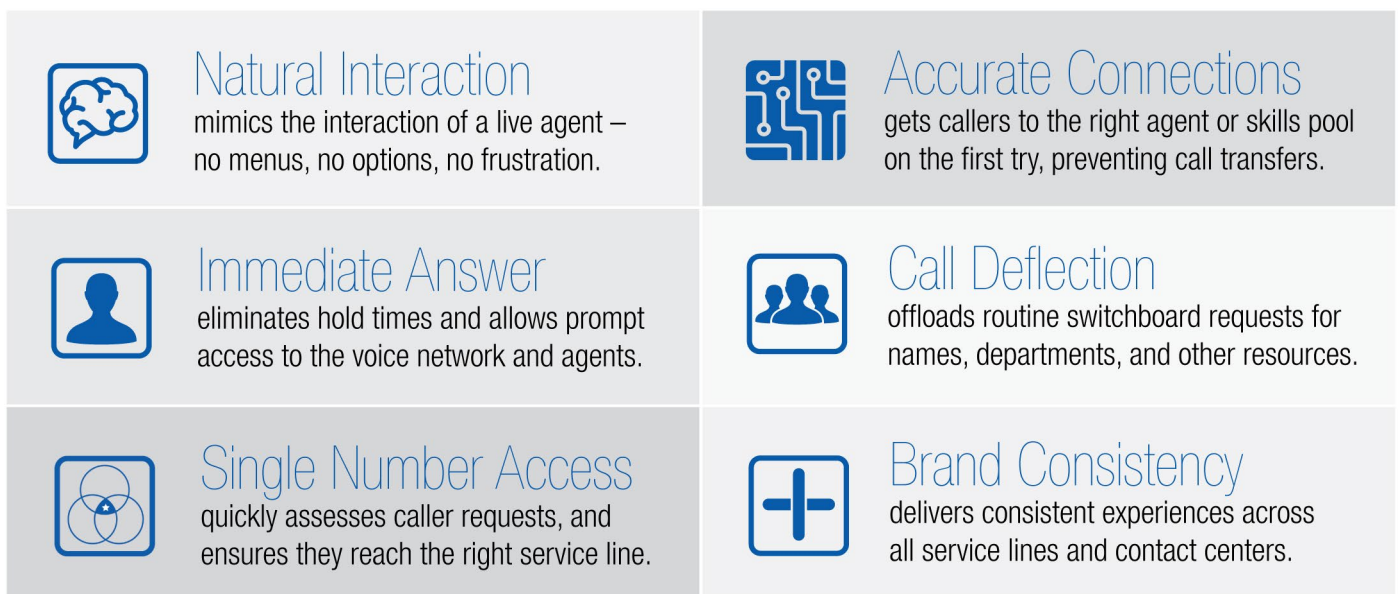 Natural Interaction
mimics the interaction of a live agent –
no menus, no options, no frustration.
Accurate Connections
gets callers to the right agent or skills pool
on the first try, preventing call transfers.
Immediate Answer
eliminates hold times and allows prompt
access to the voice network and agents.
Call Deflection
offloads routine switchboard requests for
names, departments, and other resources.
Single Number Access
quickly assesses caller requests, and
ensures they reach the right service line.
Brand Consistency
delivers consistent experiences across
all service lines and contact centers.